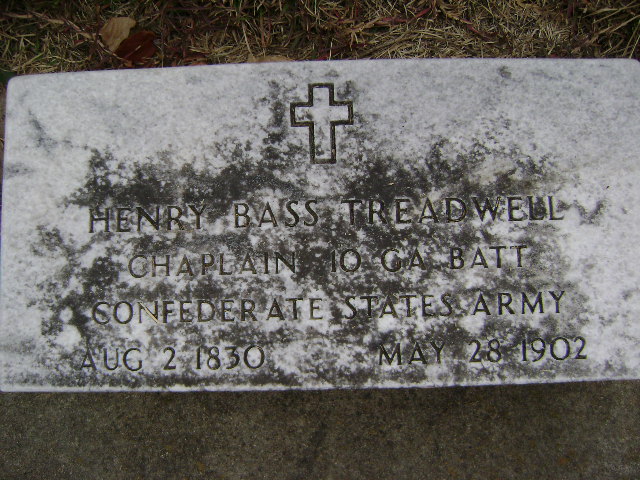 HENRY BASS TREADWELL
CHAPLAIN 10 GA BATT
CONFEDERATE STATES ARMY
AUG 2 1830 MAY 28 1902